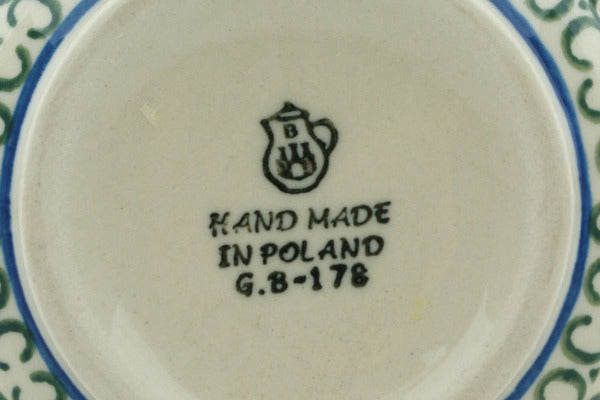 B
HAND MADE
IN POLAND
G.B-178